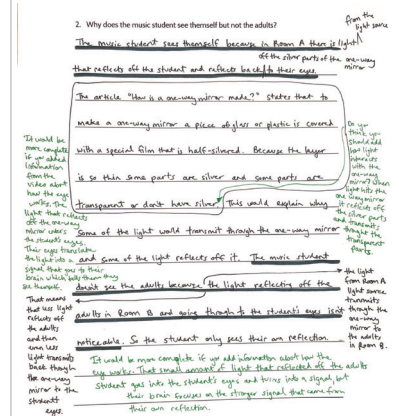 2. Why does the music student see themself but not the adults?
from the light source
The music student sees themself because in Room A there is light
off the silver parts of the one-way mirror
that reflects off the student and reflects back to their eyes.
The article "How is a one-way mirror made?" states that to
make a one-way mirror a piece of glass or plastic is covered
with a special film that is half-silvered. Because the layer
is so thin some parts are silver and some parts are
transparent or don't have silver. This would explain why
some of the light would transmit through the one-way mirror
and some of the light reflects off it. The music student
doesn't see the adults because the light reflecting off the
adults in Room B and going through to the student's eyes isn't
noticeable. So the student only sees their own reflection.
It would be
more complete
if you added
information
from the
video about
how the eye
works. The
light that reflects
off the one-way
mirror enters
the student's eyes.
Their eyes translate
the light into a
signal that goes to their
brain which tells them they
see themself.
That means
that less light
reflects off
the adults
and then
even less
light transmits
back through
the one-way
mirror to the
student's
eyes.
Do you
think you
should add
how light
interacts
with the
one-way
mirror? When
light hits the
one way mirror
it reflects off
the silver parts
and transmits
through the
transparent
parts.
the light
from Room A
light source
transmits
through the
one-way
mirror to
the adults
in Room B.
It would be more complete if you add information about how the
eye works. That small amount of light that reflected off the adults
goes into the student's eyes and turns into a signal, but
their brain focuses on the stronger signal that came from
their own reflection.